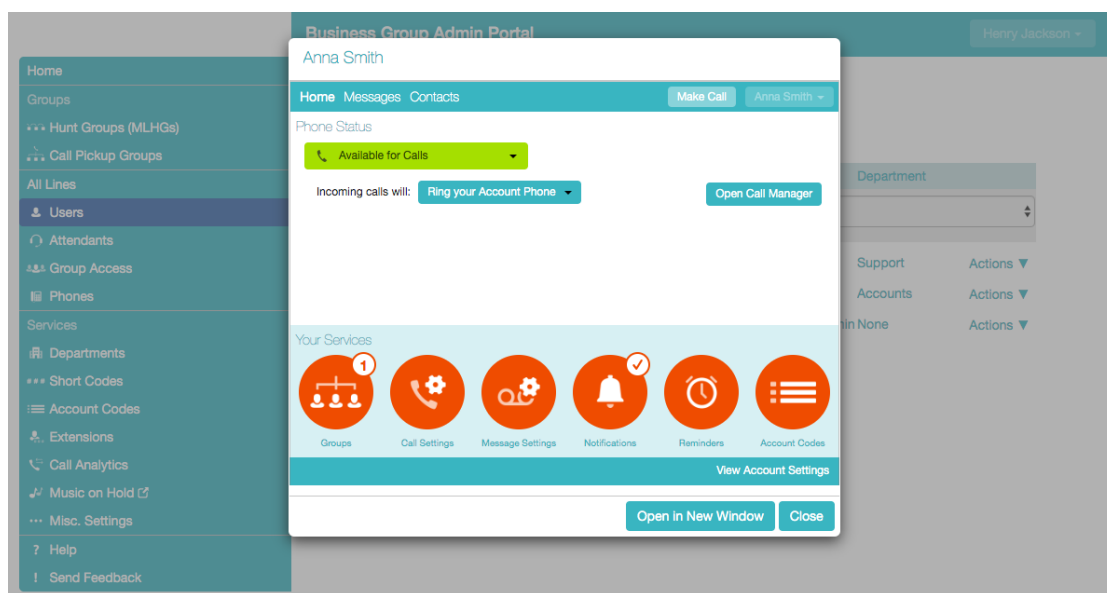 Business Group Admin Portal
Henry Jackson
Home
Groups
Hunt Groups (MLHGs)
Call Pickup Groups
All Lines
Users
Attendants
Group Access
Phones
Services
Departments
### Short Codes
Account Codes
Extensions
Call Analytics
Music on Hold
Misc. Settings
? Help
! Send Feedback
Anna Smith
Home Messages Contacts
Make Call
Anna Smith
Phone Status
Available for Calls
Incoming calls will: Ring your Account Phone
Open Call Manager
Your Services
1
Groups
Call Settings
Message Settings
Notifications
Reminders
Account Codes
View Account Settings
Open in New Window
Close
Department
Support Actions ▼
Accounts Actions ▼
None Actions ▼